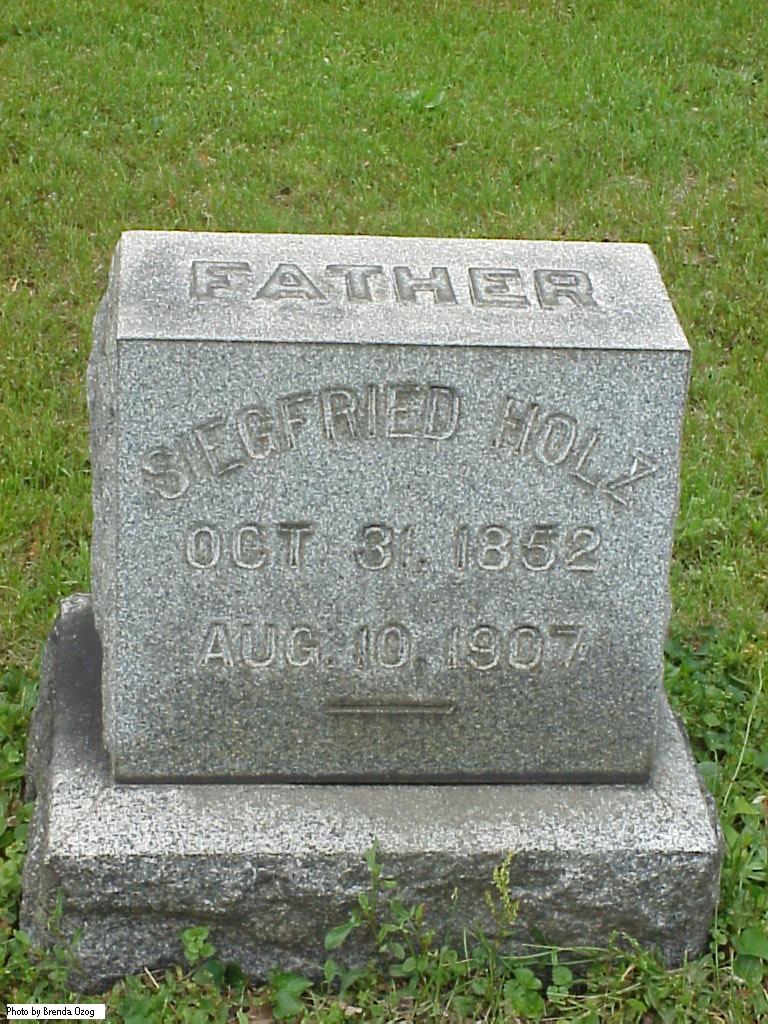 FATHER
SIEGFRIED HOLZ
OCT. 31, 1852
AUG. 10, 1907
Photo by Brenda Ozog